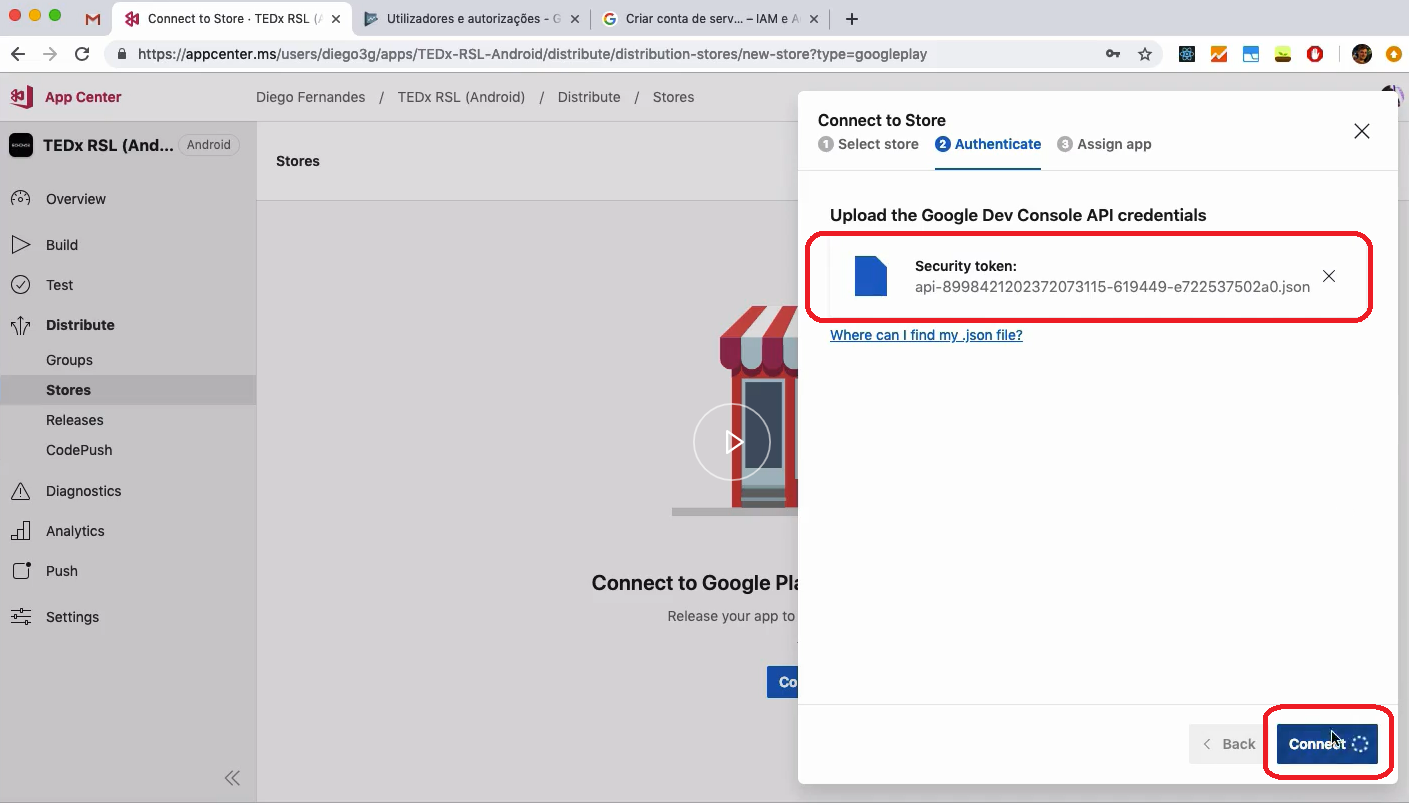 Connect to Store · TEDx RSL (A
Utilizadores e autorizações - G
Criar conta de serv... – IAM e A
https://appcenter.ms/users/diego3g/apps/TEDx-RSL-Android/distribute/distribution-stores/new-store?type=googleplay
App Center
Diego Fernandes / TEDx RSL (Android) / Distribute / Stores
TEDx RSL (And... Android
Overview
Build
Test
Distribute
Groups
Stores
Releases
CodePush
Diagnostics
Analytics
Push
Settings
Stores
Connect to Google Pla
Release your app to
Co
Connect to Store
1 Select store 2 Authenticate 3 Assign app
Upload the Google Dev Console API credentials
Security token:
api-8998421202372073115-619449-e722537502a0.json
Where can I find my .json file?
Back
Connect